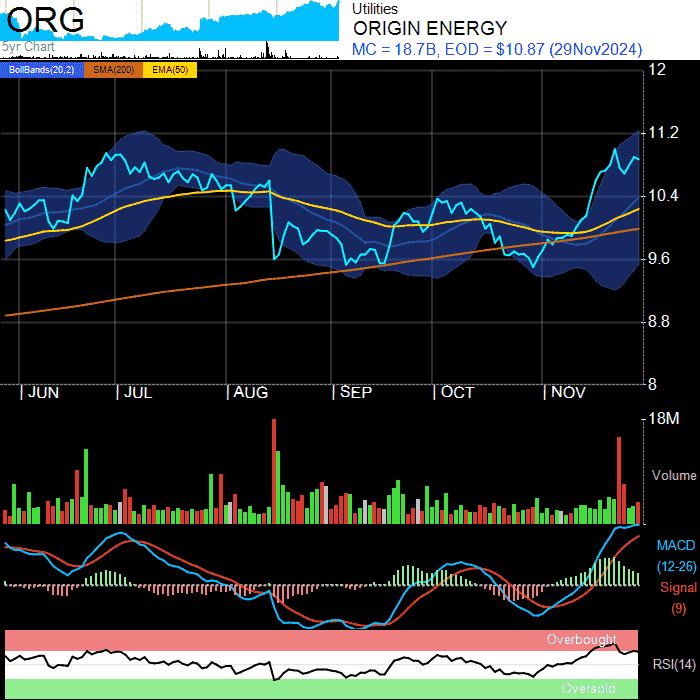 ORG
5yr Chart
Utilities
ORIGIN ENERGY
MC = 18.7B, EOD = $10.87 (29Nov2024)
BollBands(20,2) SMA(200) EMA(50)
12
11.2
10.4
9.6
8.8
8
| JUN | JUL | AUG | SEP | OCT | NOV
18M
Volume
MACD
(12-26)
Signal
(9)
Overbought
RSI(14)
Oversold